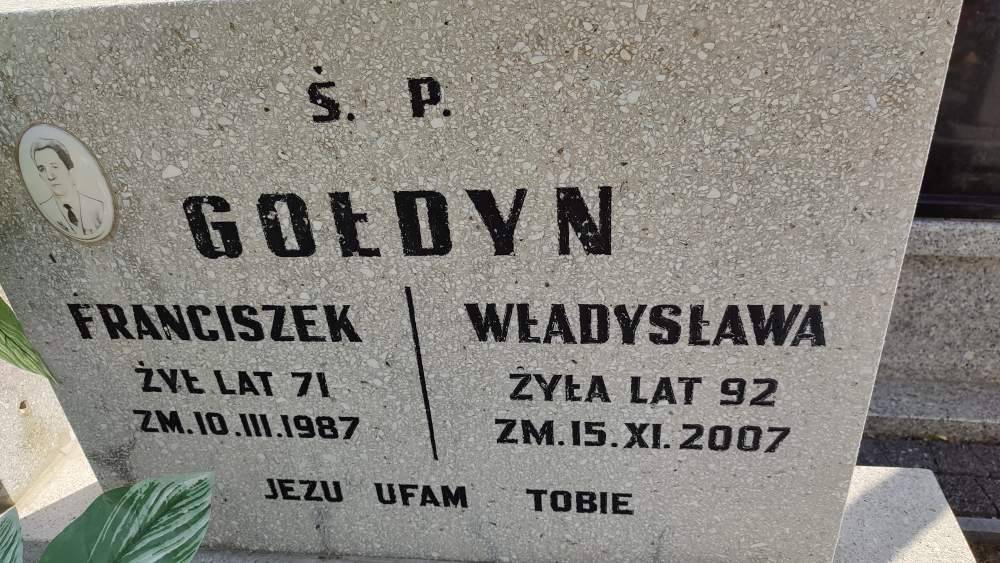 Ś. P.
GOŁDYN
FRANCISZEK
ŻYŁ LAT 71
ZM.10.III.1987
WŁADYSŁAWA
ŻYŁA LAT 92
ZM.15.XI.2007
JEZU UFAM TOBIE